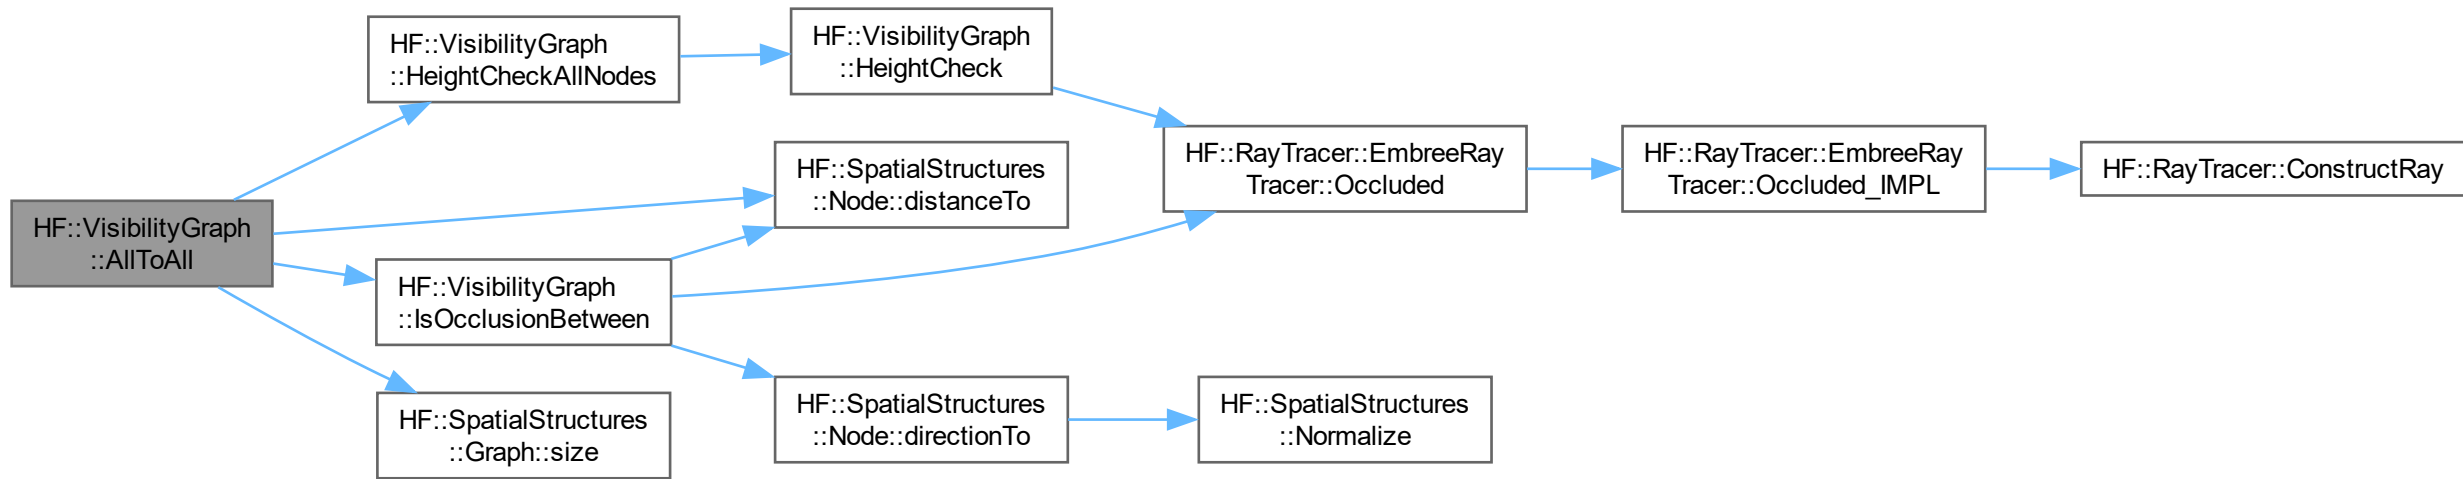 HF::VisibilityGraph
::AllToAll
HF::VisibilityGraph
::HeightCheckAllNodes
HF::VisibilityGraph
::HeightCheck
HF::RayTracer::EmbreeRay
Tracer::Occluded
HF::RayTracer::EmbreeRay
Tracer::Occluded_IMPL
HF::RayTracer::ConstructRay
HF::SpatialStructures
::Node::distanceTo
HF::VisibilityGraph
::IsOcclusionBetween
HF::SpatialStructures
::Node::directionTo
HF::SpatialStructures
::Normalize
HF::SpatialStructures
::Graph::size